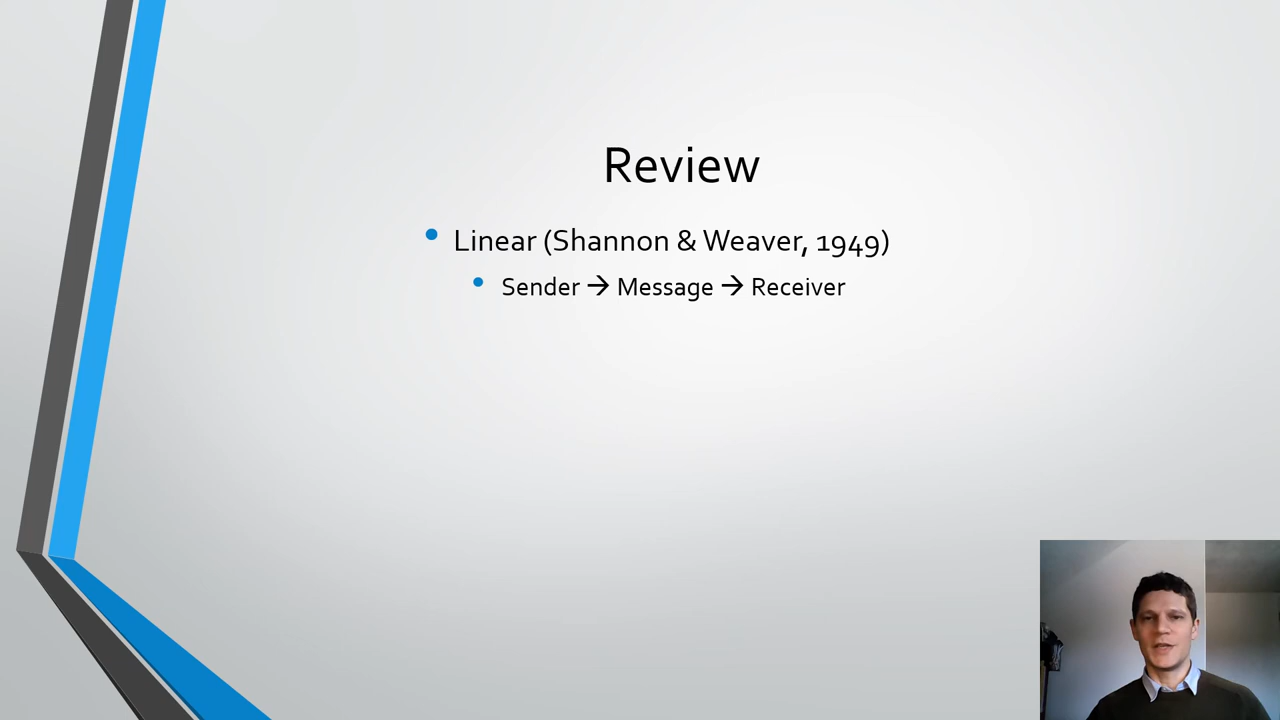 Review
• Linear (Shannon & Weaver, 1949)
• Sender → Message → Receiver